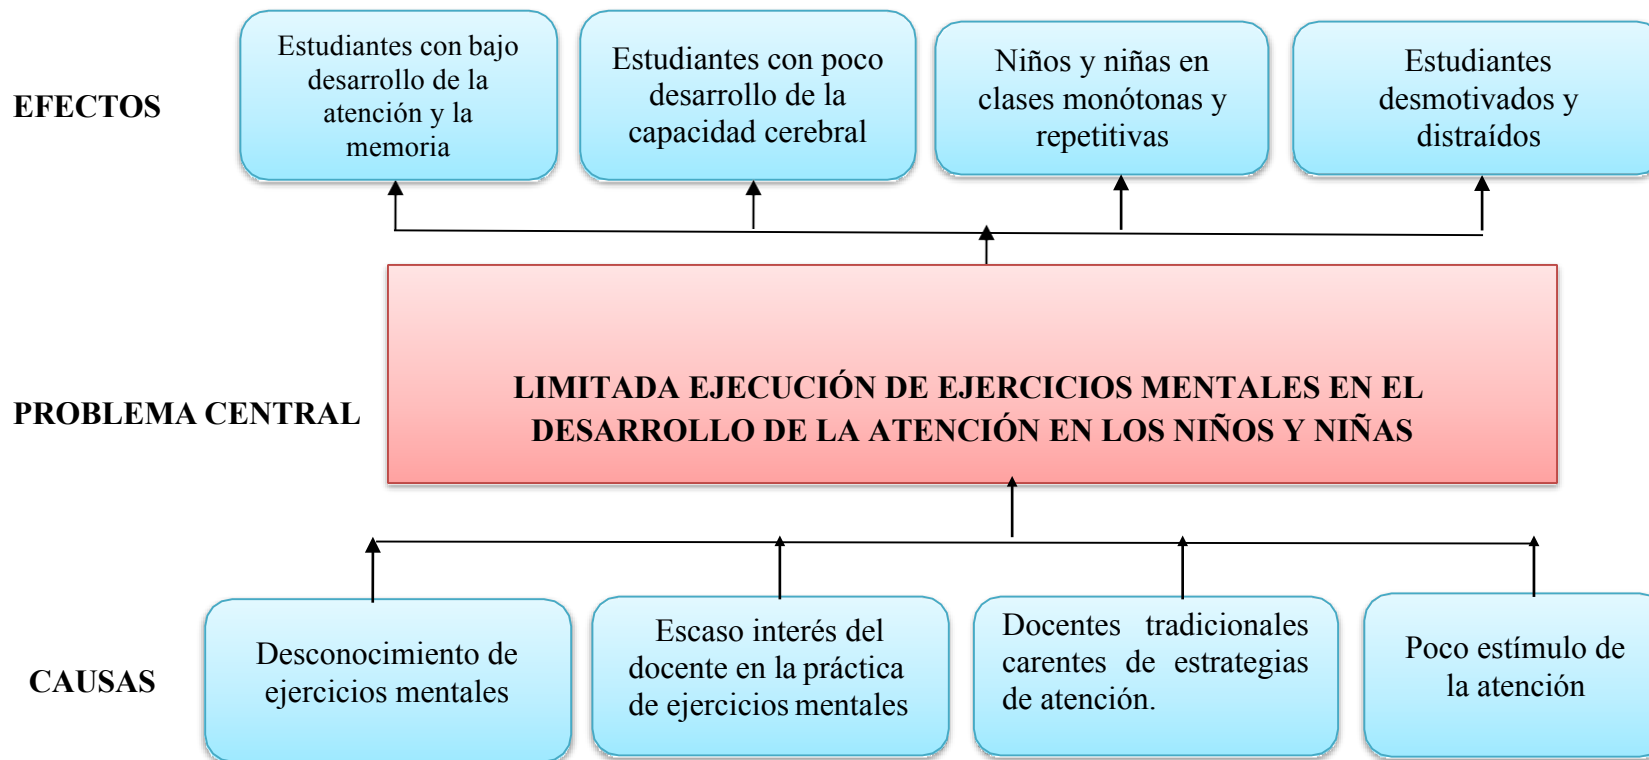 EFECTOS
Estudiantes con bajo
desarrollo de la
atención y la
memoria
Estudiantes con poco
desarrollo de la
capacidad cerebral
Niños y niñas en
clases monótonas y
repetitivas
Estudiantes
desmotivados y
distraídos
PROBLEMA CENTRAL
LIMITADA EJECUCIÓN DE EJERCICIOS MENTALES EN EL
DESARROLLO DE LA ATENCIÓN EN LOS NIÑOS Y NIÑAS
CAUSAS
Desconocimiento de
ejercicios mentales
Escaso interés del
docente en la práctica
de ejercicios mentales
Docentes tradicionales
carentes de estrategias
de atención.
Poco estímulo de
la atención